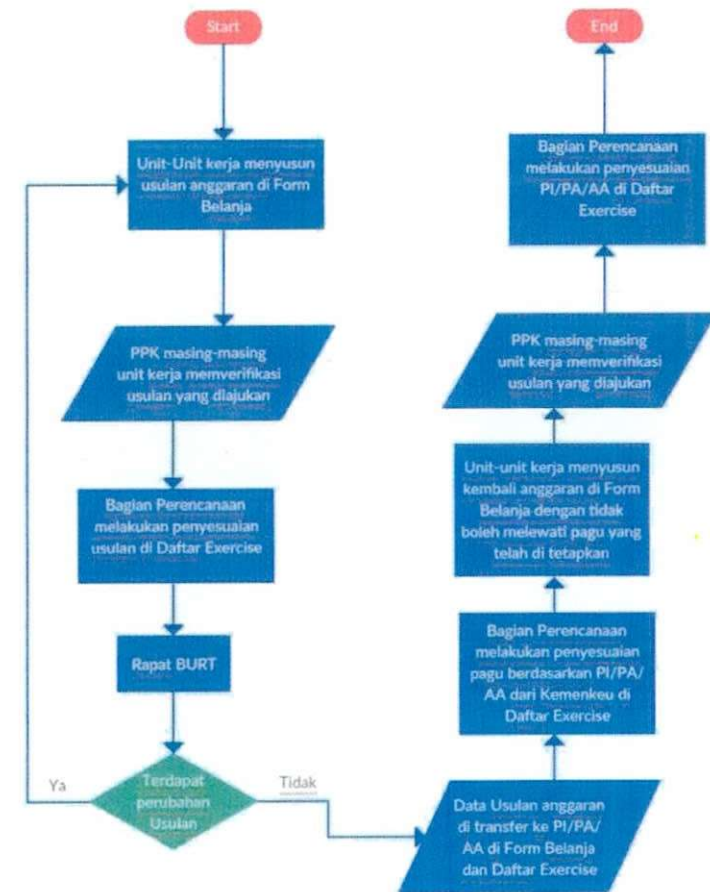 Start
Unit-Unit kerja menyusun
usulan anggaran di Form
Belanja
PPK masing-masing
unit kerja memverifikasi
usulan yang diajukan
Bagian Perencanaan
melakukan penyesuaian
usulan di Daftar Exercise
Rapat BURT
Terdapat
perubahan
Usulan
Ya
Tidak
Data Usulan anggaran
di transfer ke PI/PA/
AA di Form Belanja
dan Daftar Exercise
Bagian Perencanaan
melakukan penyesuaian
pagu berdasarkan PI/PA/
AA dari Kemenkeu di
Daftar Exercise
Unit-unit kerja menyusun
kembali anggaran di Form
Belanja dengan tidak
boleh melewati pagu yang
telah di tetapkan
PPK masing-masing
unit kerja memverifikasi
usulan yang diajukan
Bagian Perencanaan
melakukan penyesuaian
PI/PA/AA di Daftar
Exercise
End